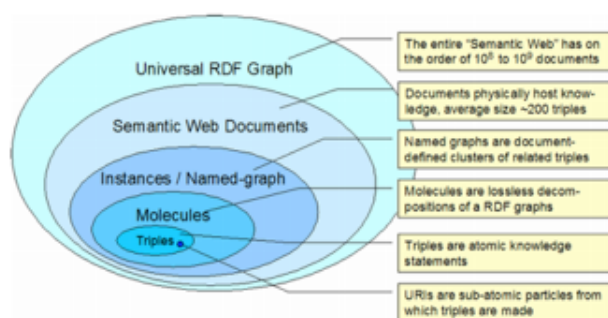 Universal RDF Graph
Semantic Web Documents
Instances / Named-graph
Molecules
Triples
The entire "Semantic Web" has on
the order of 10⁸ to 10⁹ documents
Documents physically host know-
ledge, average size ~200 triples
Named graphs are document-
defined clusters of related triples
Molecules are lossless decom-
positions of a RDF graphs
Triples are atomic knowledge
statements
URIs are sub-atomic particles from
which triples are made